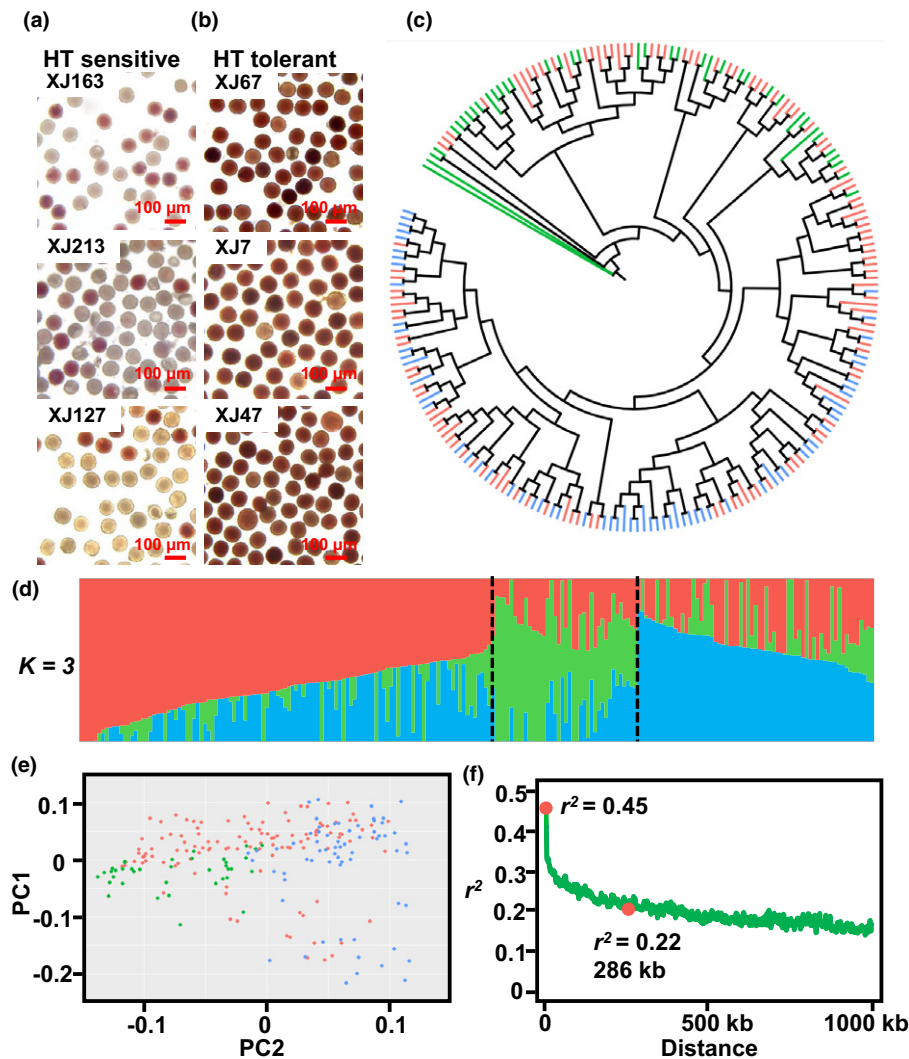 (a)
(b)
(c)
HT sensitive
HT tolerant
XJ163
XJ67
100 µm
100 µm
XJ213
XJ7
100 µm
100 µm
XJ127
XJ47
100 µm
100 µm
(d)
K = 3
(e)
(f)
0.1
0
-0.1
-0.2
PC1
-0.1
0
0.1
PC2
0.5
0.4
0.3
0.2
0.1
0
r²
r² = 0.45
r² = 0.22
286 kb
0
500 kb
1000 kb
Distance